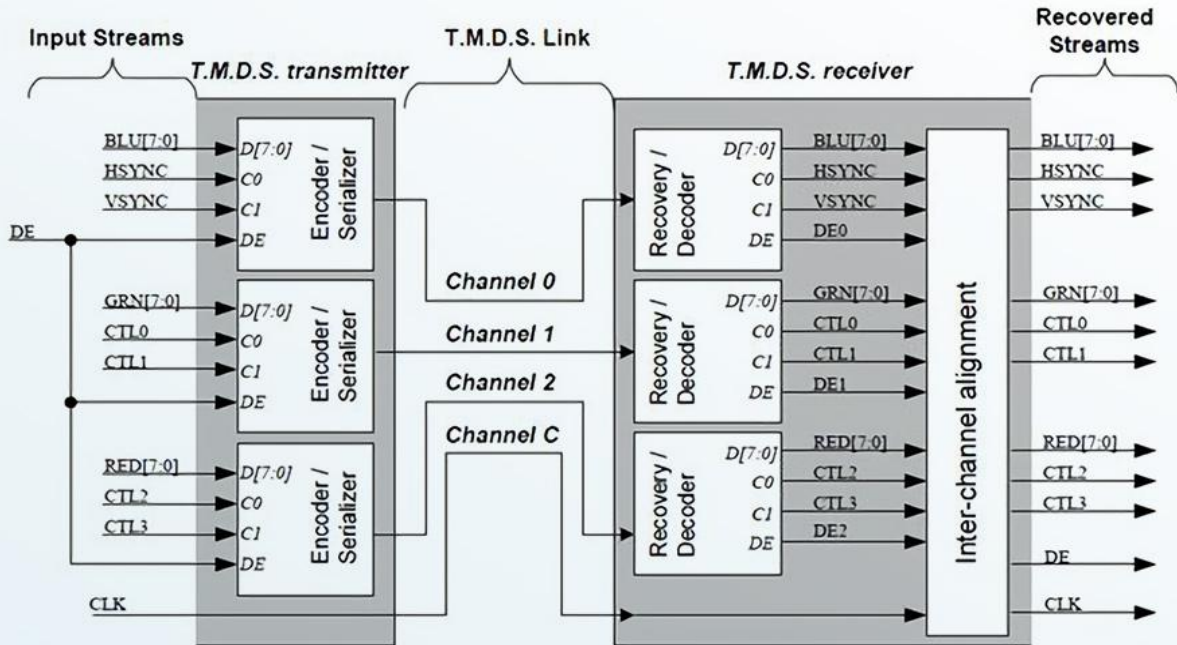 Input Streams
T.M.D.S. Link
Recovered
Streams
T.M.D.S. transmitter
T.M.D.S. receiver
BLU[7:0]
HSYNC
VSYNC
DE
D[7:0]
C0
C1
DE
Encoder /
Serializer
GRN[7:0]
CTL0
CTL1
D[7:0]
C0
C1
DE
Encoder /
Serializer
RED[7:0]
CTL2
CTL3
D[7:0]
C0
C1
DE
Encoder /
Serializer
CLK
Channel 0
Channel 1
Channel 2
Channel C
Recovery /
Decoder
D[7:0]
C0
C1
DE
BLU[7:0]
HSYNC
VSYNC
DE0
Recovery /
Decoder
D[7:0]
C0
C1
DE
GRN[7:0]
CTL0
CTL1
DE1
Recovery /
Decoder
D[7:0]
C0
C1
DE
RED[7:0]
CTL2
CTL3
DE2
Inter-channel alignment
BLU[7:0]
HSYNC
VSYNC
GRN[7:0]
CTL0
CTL1
RED[7:0]
CTL2
CTL3
DE
CLK